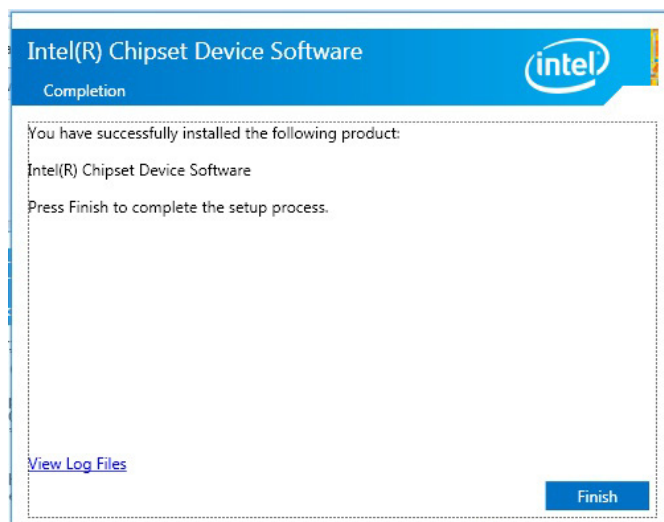 Intel(R) Chipset Device Software
intel
Completion
You have successfully installed the following product:
Intel(R) Chipset Device Software
Press Finish to complete the setup process.
View Log Files
Finish